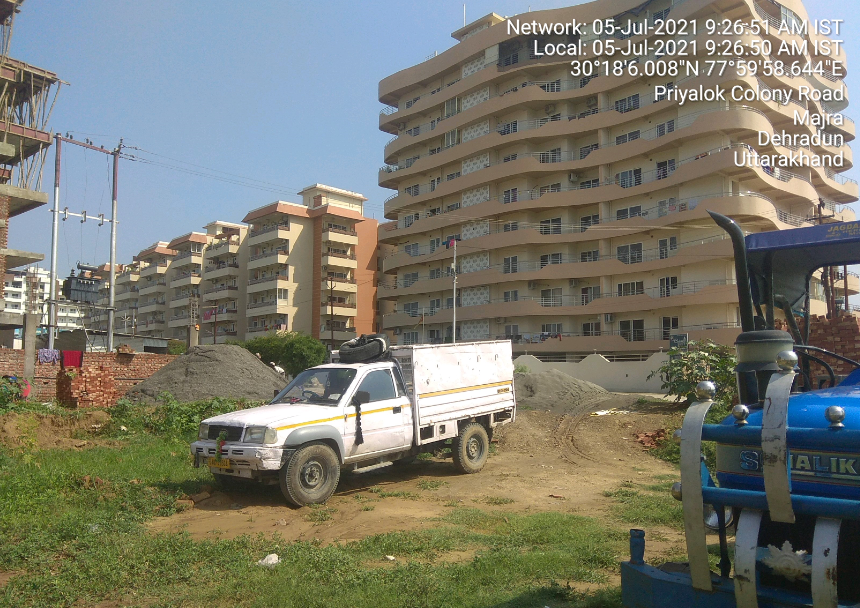 Network: 05-Jul-2021 9:26:51 AM IST
Local: 05-Jul-2021 9:26:50 AM IST
30°18'6.008"N 77°59'58.644"E
Priyalok Colony Road
Majra
Dehradun
Uttarakhand